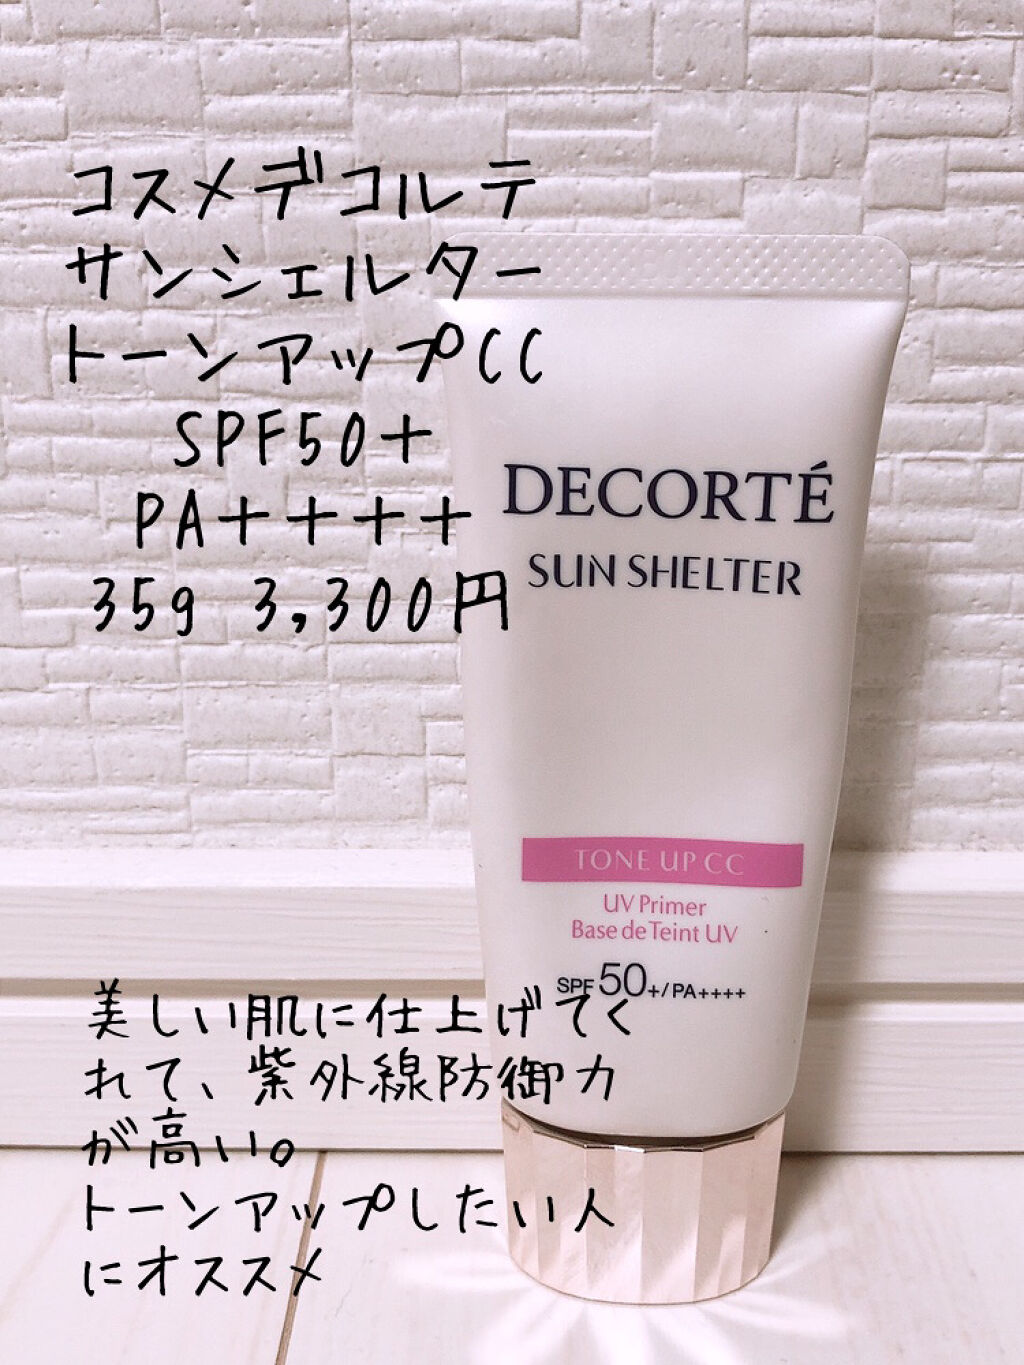 コスメデコルテ
サンシェルター
トーンアップCC
SPF50+
PA++++
35g 3,300円
DECORTÉ
SUN SHELTER
TONE UP CC
UV Primer
Base de Teint UV
SPF50+/PA++++
美しい肌に仕上げてく
れて、紫外線防御力
が高い。
トーンアップしたい人
にオススメ